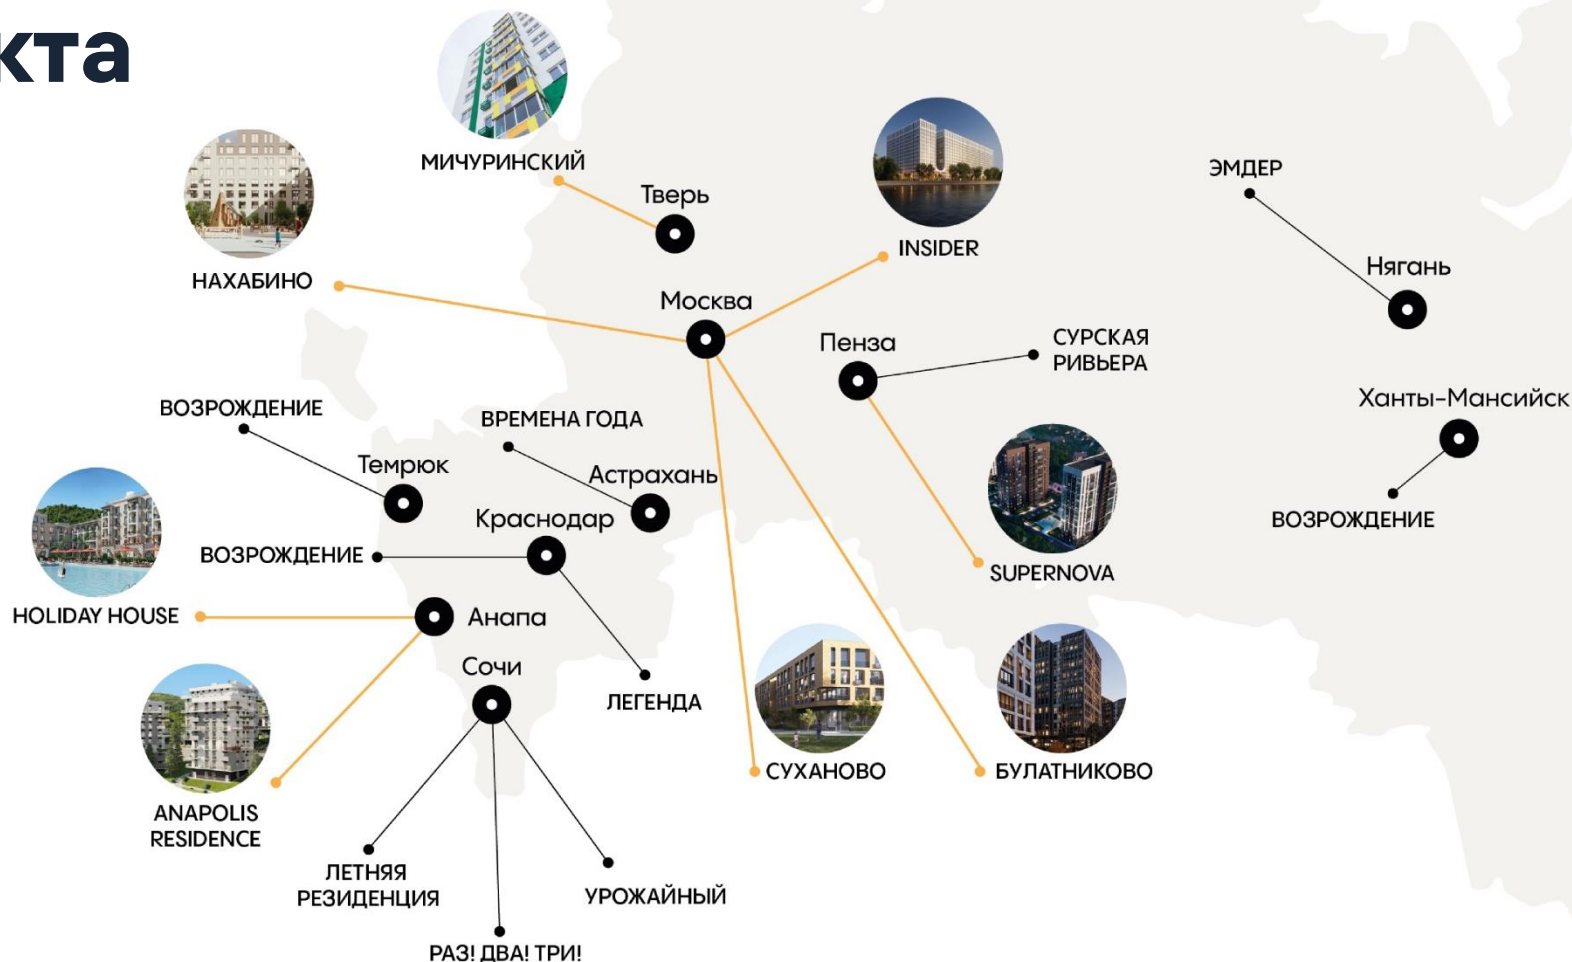 кта
МИЧУРИНСКИЙ
Тверь
INSIDER
ЭМДЕР
Нягань
НАХАБИНО
Москва
Пенза
СУРСКАЯ
РИВЬЕРА
Ханты-Мансийск
ВОЗРОЖДЕНИЕ
ВОЗРОЖДЕНИЕ
ВРЕМЕНА ГОДА
Темрюк
Астрахань
Краснодар
ВОЗРОЖДЕНИЕ
SUPERNOVA
HOLIDAY HOUSE
Анапа
Сочи
ЛЕГЕНДА
СУХАНОВО
БУЛАТНИКОВО
ANAPOLIS
RESIDENCE
ЛЕТНЯЯ
РЕЗИДЕНЦИЯ
УРОЖАЙНЫЙ
РАЗ! ДВА! ТРИ!